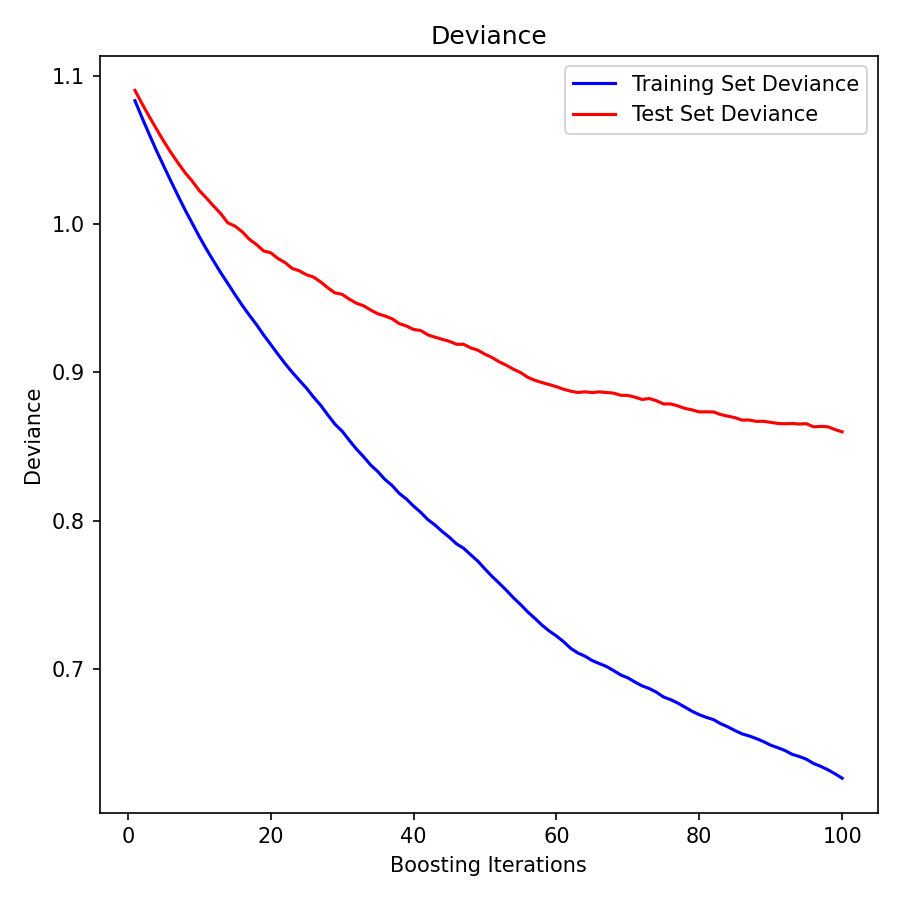 Deviance
Training Set Deviance
Test Set Deviance
1.1
1.0
0.9
0.8
0.7
Deviance
0
20
40
60
80
100
Boosting Iterations